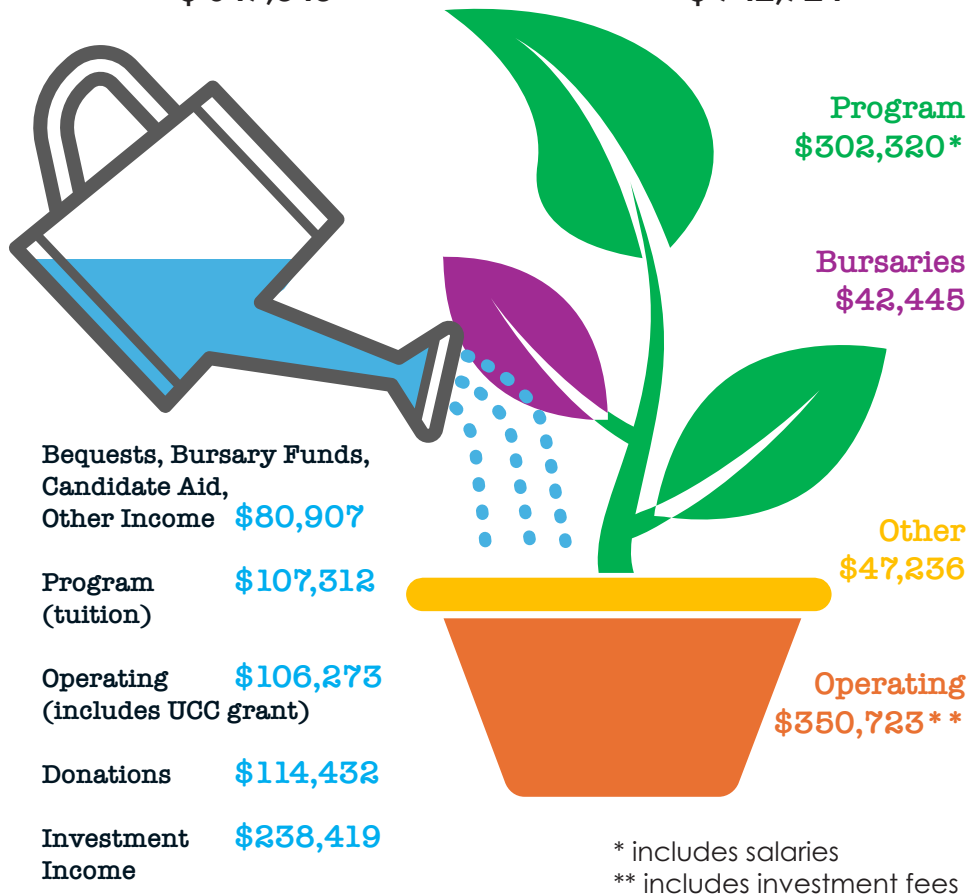 Program
$302,320*
Bursaries
$42,445
Bequests, Bursary Funds,
Candidate Aid,
Other Income $80,907
Program $107,312
(tuition)
Operating $106,273
(includes UCC grant)
Donations $114,432
Investment $238,419
Income
Other
$47,236
Operating
$350,723**
* includes salaries
** includes investment fees